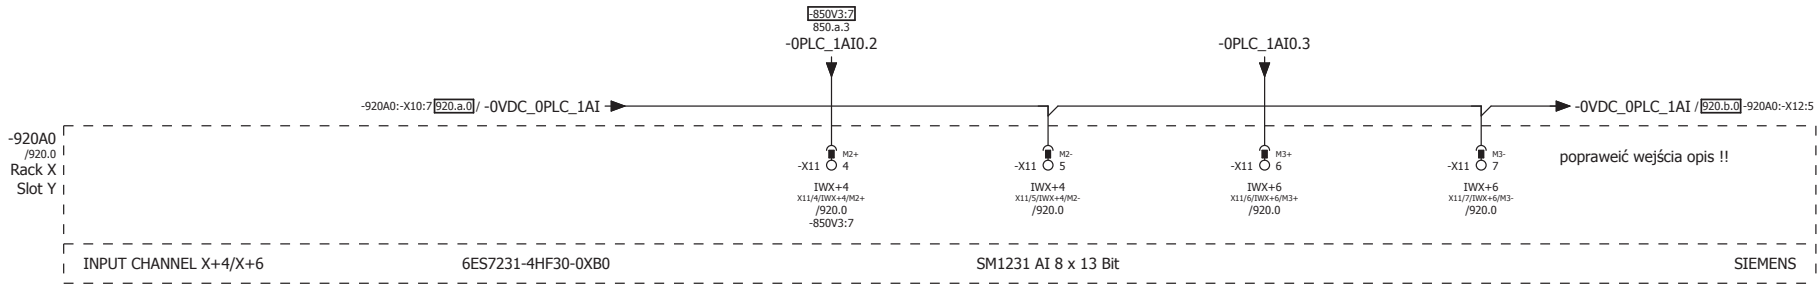 -850V3:7
850.a.3
-0PLC_1AI0.2
-0PLC_1AI0.3
-920A0:-X10:7 920.a.0 / -0VDC_0PLC_1AI
-0VDC_0PLC_1AI / 920.b.0 -920A0:-X12:5
-920A0
/920.0
Rack X
Slot Y
M2+
-X11 4
IWX+4
X11/4/IWX+4/M2+
/920.0
-850V3:7
M2-
-X11 5
IWX+4
X11/5/IWX+4/M2-
/920.0
M3+
-X11 6
IWX+6
X11/6/IWX+6/M3+
/920.0
M3-
-X11 7
IWX+6
X11/7/IWX+6/M3-
/920.0
popraweić wejścia opis !!
INPUT CHANNEL X+4/X+6
6ES7231-4HF30-0XB0
SM1231 AI 8 x 13 Bit
SIEMENS